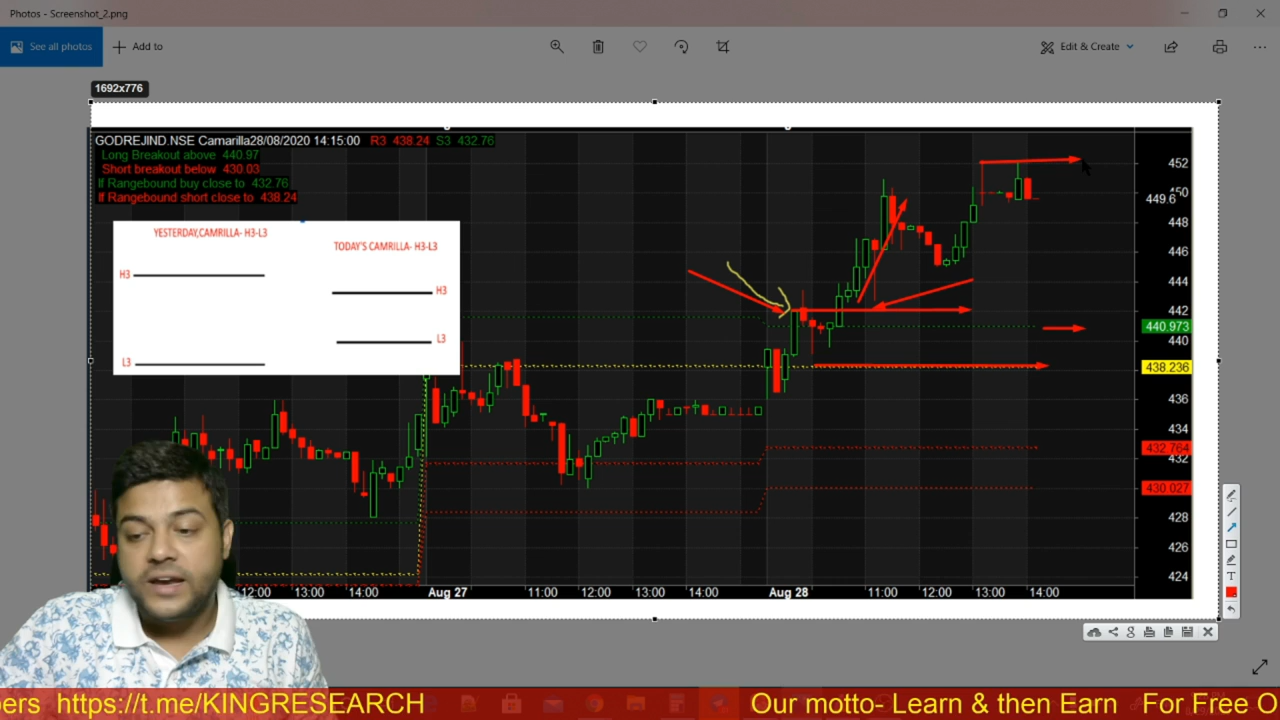 Photos - Screenshot_2.png
See all photos
Add to
Edit & Create
1692x776
GODREJIND.NSE Camarilla28/08/2020 14:15:00 R3 438.24 S3 432.76
Long Breakout above 440.97
Short breakout below 430.03
If Rangebound buy close to 432.76
If Rangebound short close to 438.24
YESTERDAY,CAMRILLA- H3-L3
TODAY'S CAMRILLA- H3-L3
H3
H3
L3
L3
452
450
449.6
448
446
444
442
440.973
440
438.236
436
434
432.764
432
430.027
428
426
424
12:00 13:00 14:00 Aug 27 11:00 12:00 13:00 14:00 Aug 28 11:00 12:00 13:00 14:00
pers https://t.me/KINGRESEARCH Our motto- Learn & then Earn For Free O